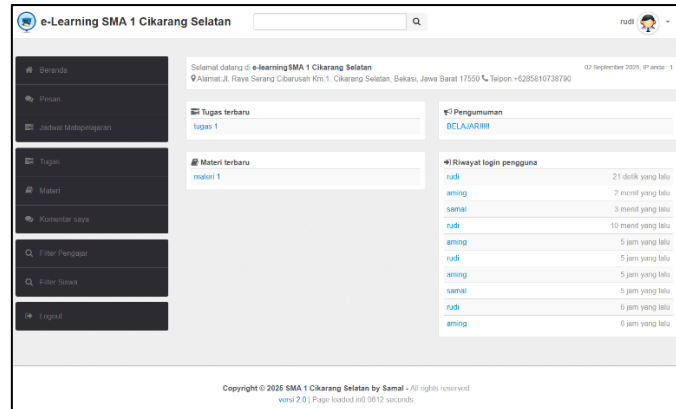 e-Learning SMA 1 Cikarang Selatan
rudi
Beranda
Pesan
Jadwal Matapelajaran
Tugas
Materi
Komentar saya
Filter Pengajar
Filter Siswa
Logout
Selamat datang di e-learningSMA 1 Cikarang Selatan
02 September 2025, IP anda : 1
Alamat:Jl. Raya Serang Cibarusah Km.1. Cikarang Selatan, Bekasi, Jawa Barat 17550 Telpon:+6285810738790
Tugas terbaru
tugas 1
Materi terbaru
materi 1
Pengumuman
BELAJAR!!!!!
Riwayat login pengguna
rudi 21 detik yang lalu
aming 2 menit yang lalu
samal 3 menit yang lalu
rudi 10 menit yang lalu
aming 5 jam yang lalu
rudi 5 jam yang lalu
aming 5 jam yang lalu
samal 5 jam yang lalu
rudi 6 jam yang lalu
aming 6 jam yang lalu
Copyright © 2025 SMA 1 Cikarang Selatan by Samal - All rights reserved.
versi 2.0 | Page loaded in0.0612 seconds.